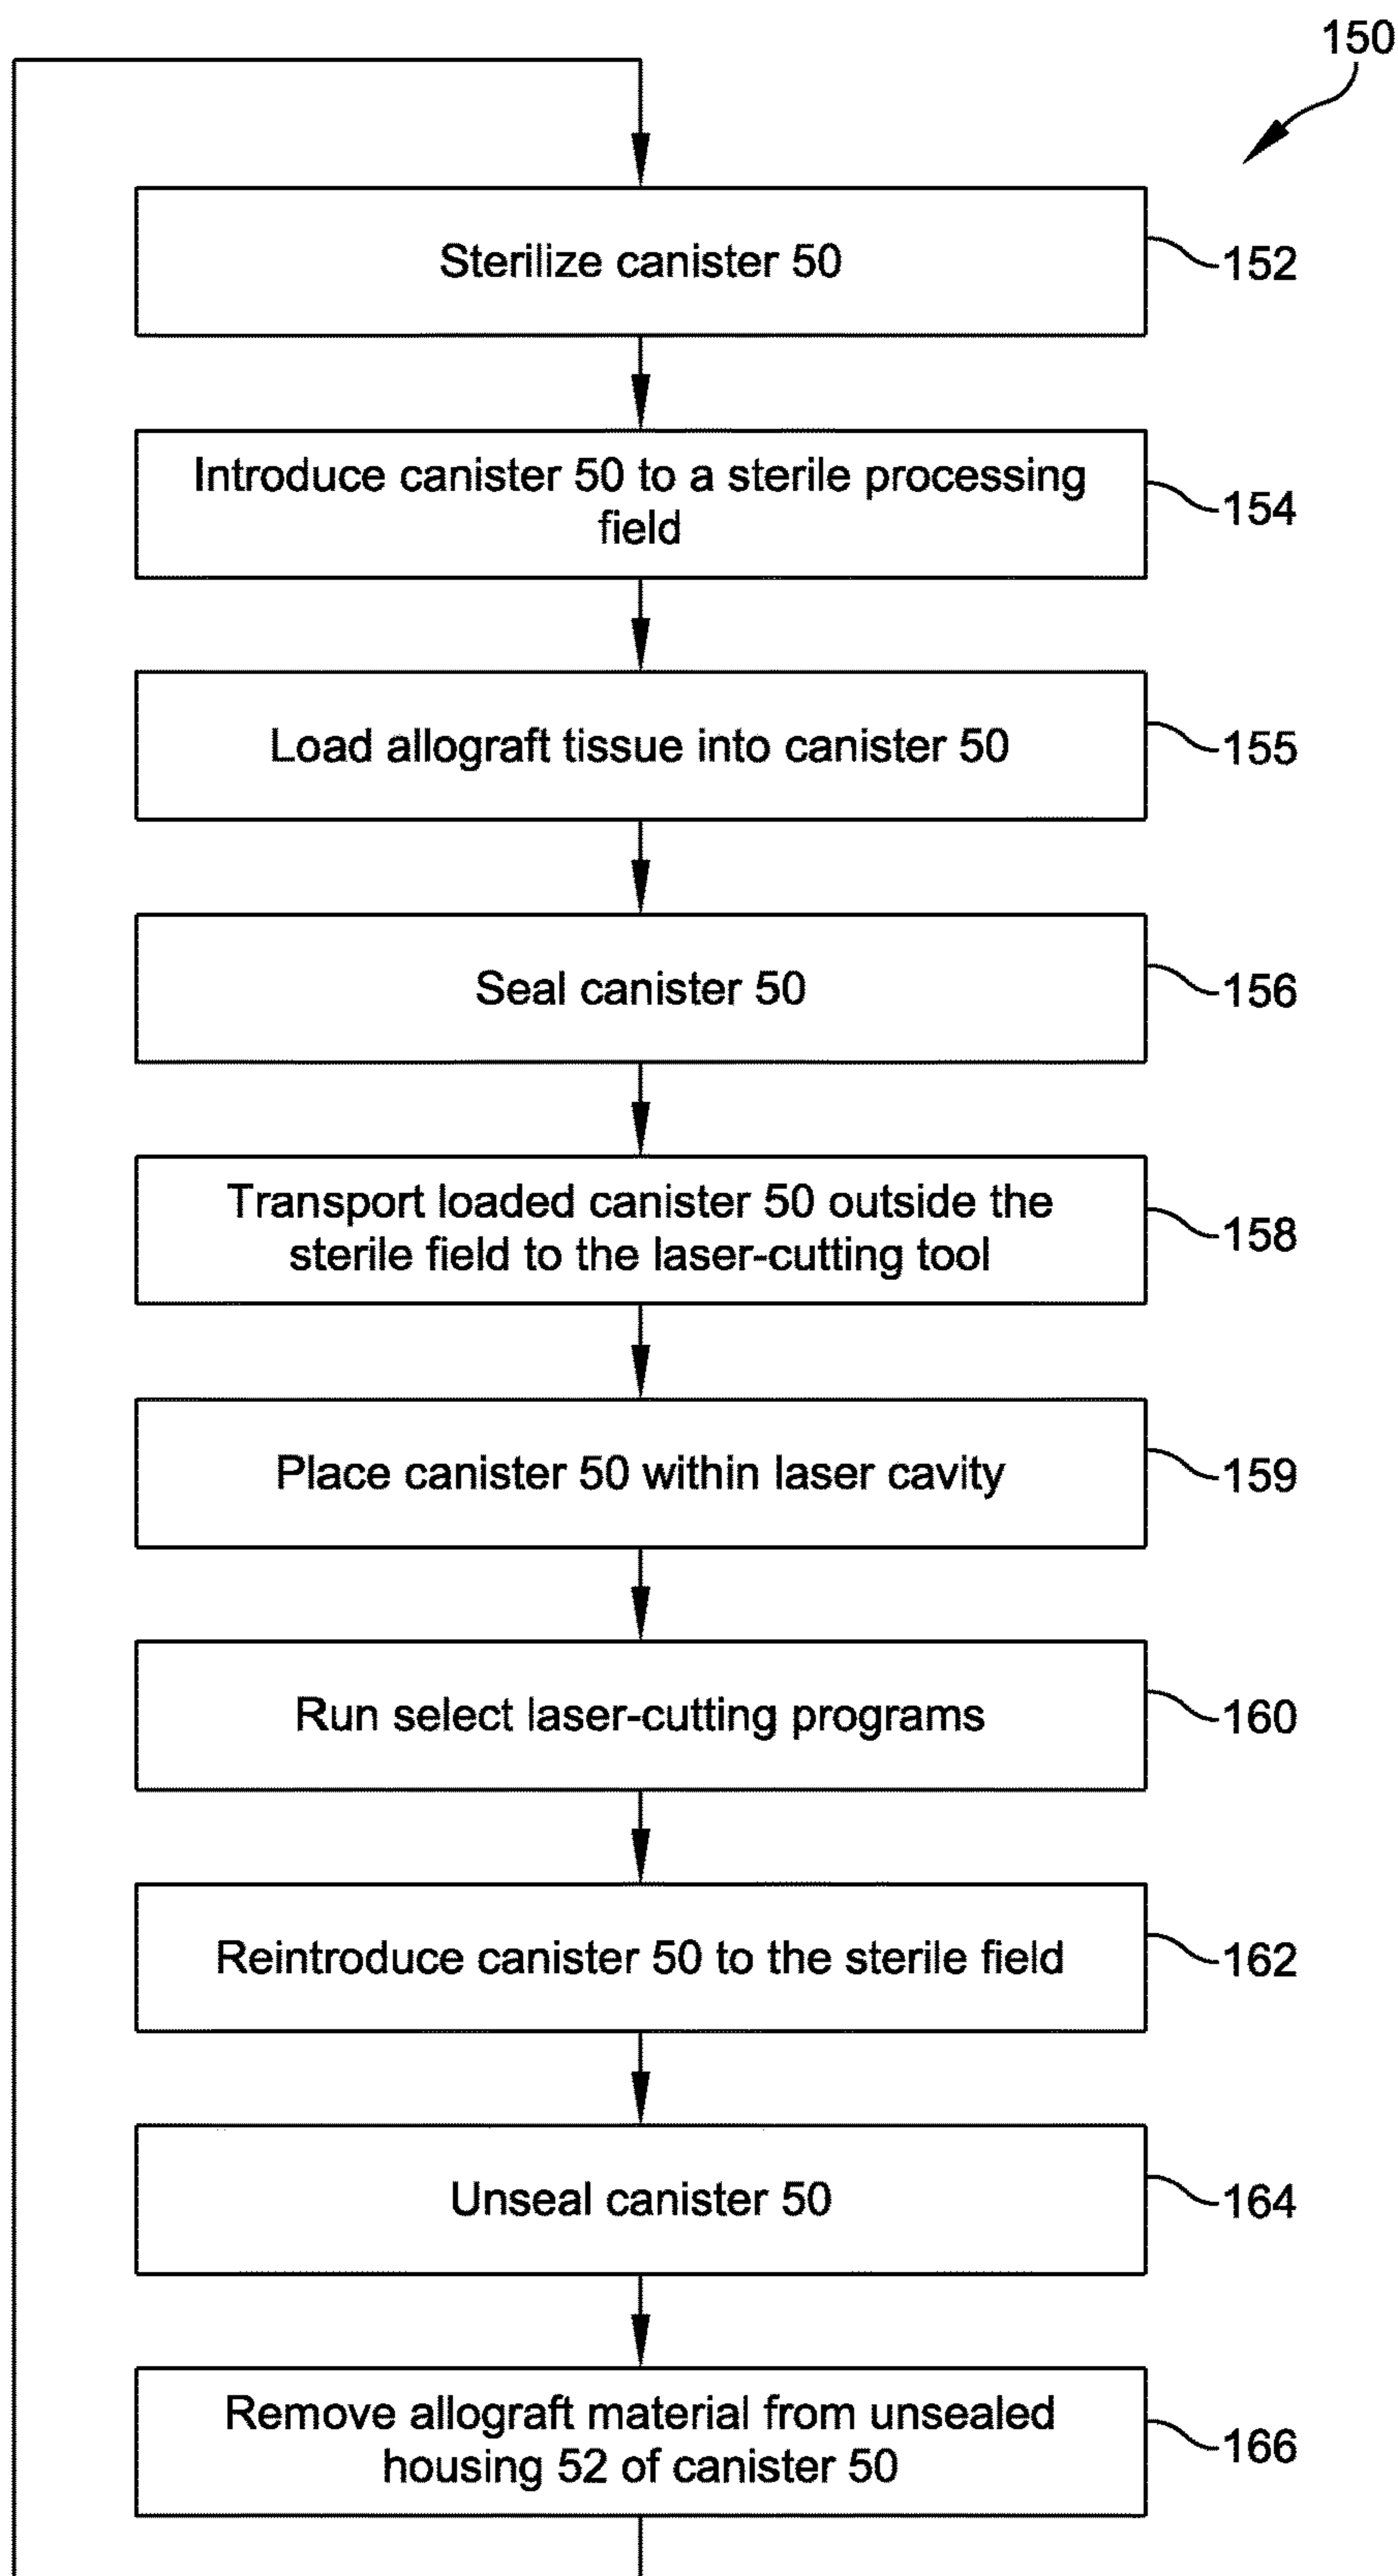 150
Sterilize canister 50
152
Introduce canister 50 to a sterile processing
field
154
Load allograft tissue into canister 50
155
Seal canister 50
156
Transport loaded canister 50 outside the
sterile field to the laser-cutting tool
158
Place canister 50 within laser cavity
159
Run select laser-cutting programs
160
Reintroduce canister 50 to the sterile field
162
Unseal canister 50
164
Remove allograft material from unsealed
housing 52 of canister 50
166